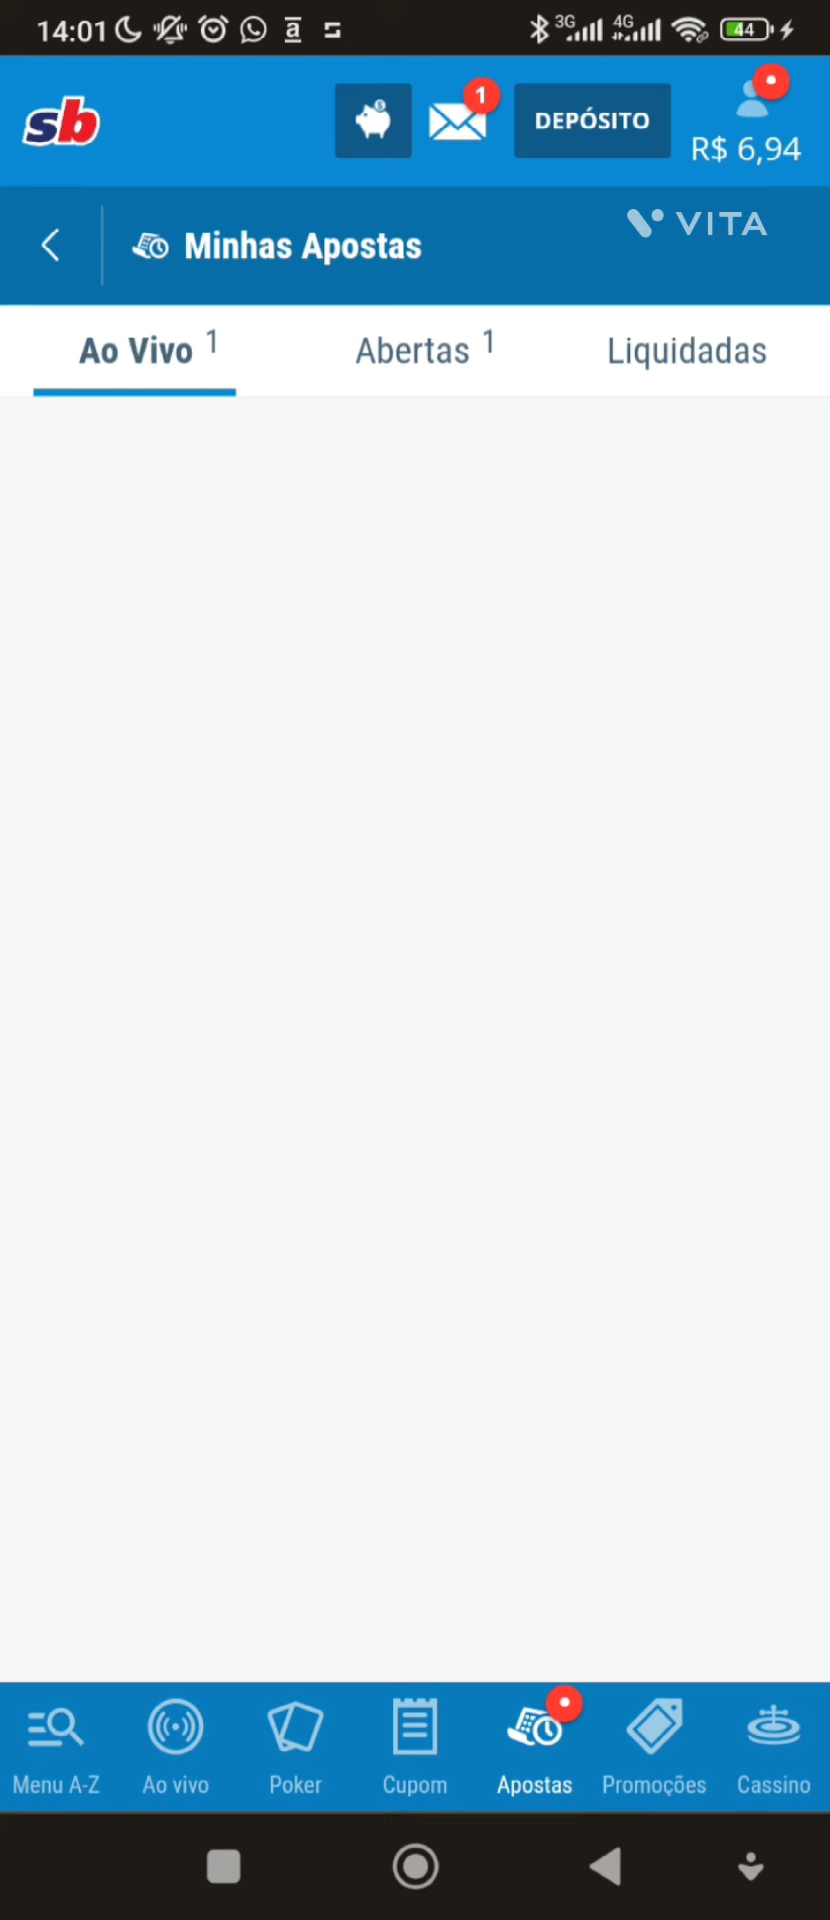 14:01 a 3G 4G 44
sb 1 DEPÓSITO R$ 6,94
Minhas Apostas VITA
Ao Vivo 1 Abertas 1 Liquidadas
Menu A-Z Ao vivo Poker Cupom Apostas Promoções Cassino